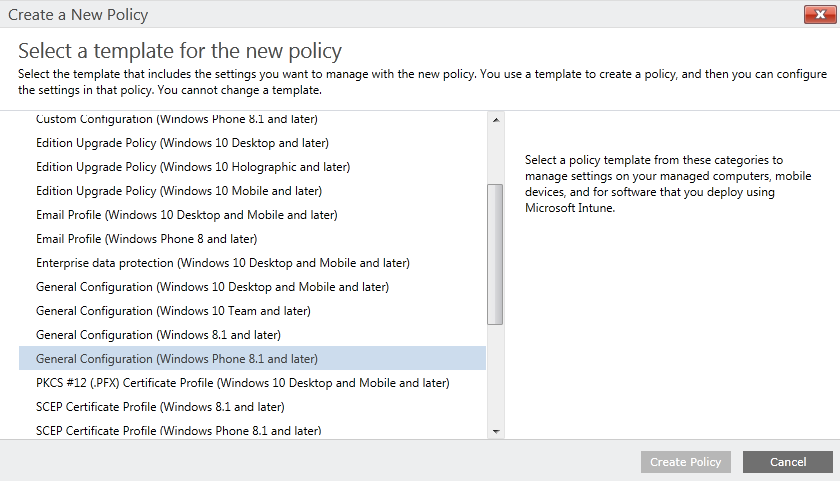 Create a New Policy
Select a template for the new policy
Select the template that includes the settings you want to manage with the new policy. You use a template to create a policy, and then you can configure
the settings in that policy. You cannot change a template.
Custom Configuration (Windows Phone 8.1 and later)
Edition Upgrade Policy (Windows 10 Desktop and later)
Edition Upgrade Policy (Windows 10 Holographic and later)
Edition Upgrade Policy (Windows 10 Mobile and later)
Email Profile (Windows 10 Desktop and Mobile and later)
Email Profile (Windows Phone 8 and later)
Enterprise data protection (Windows 10 Desktop and Mobile and later)
General Configuration (Windows 10 Desktop and Mobile and later)
General Configuration (Windows 10 Team and later)
General Configuration (Windows 8.1 and later)
General Configuration (Windows Phone 8.1 and later)
PKCS #12 (.PFX) Certificate Profile (Windows 10 Desktop and Mobile and later)
SCEP Certificate Profile (Windows 8.1 and later)
SCEP Certificate Profile (Windows Phone 8.1 and later)
Select a policy template from these categories to
manage settings on your managed computers, mobile
devices, and for software that you deploy using
Microsoft Intune.
Create Policy
Cancel